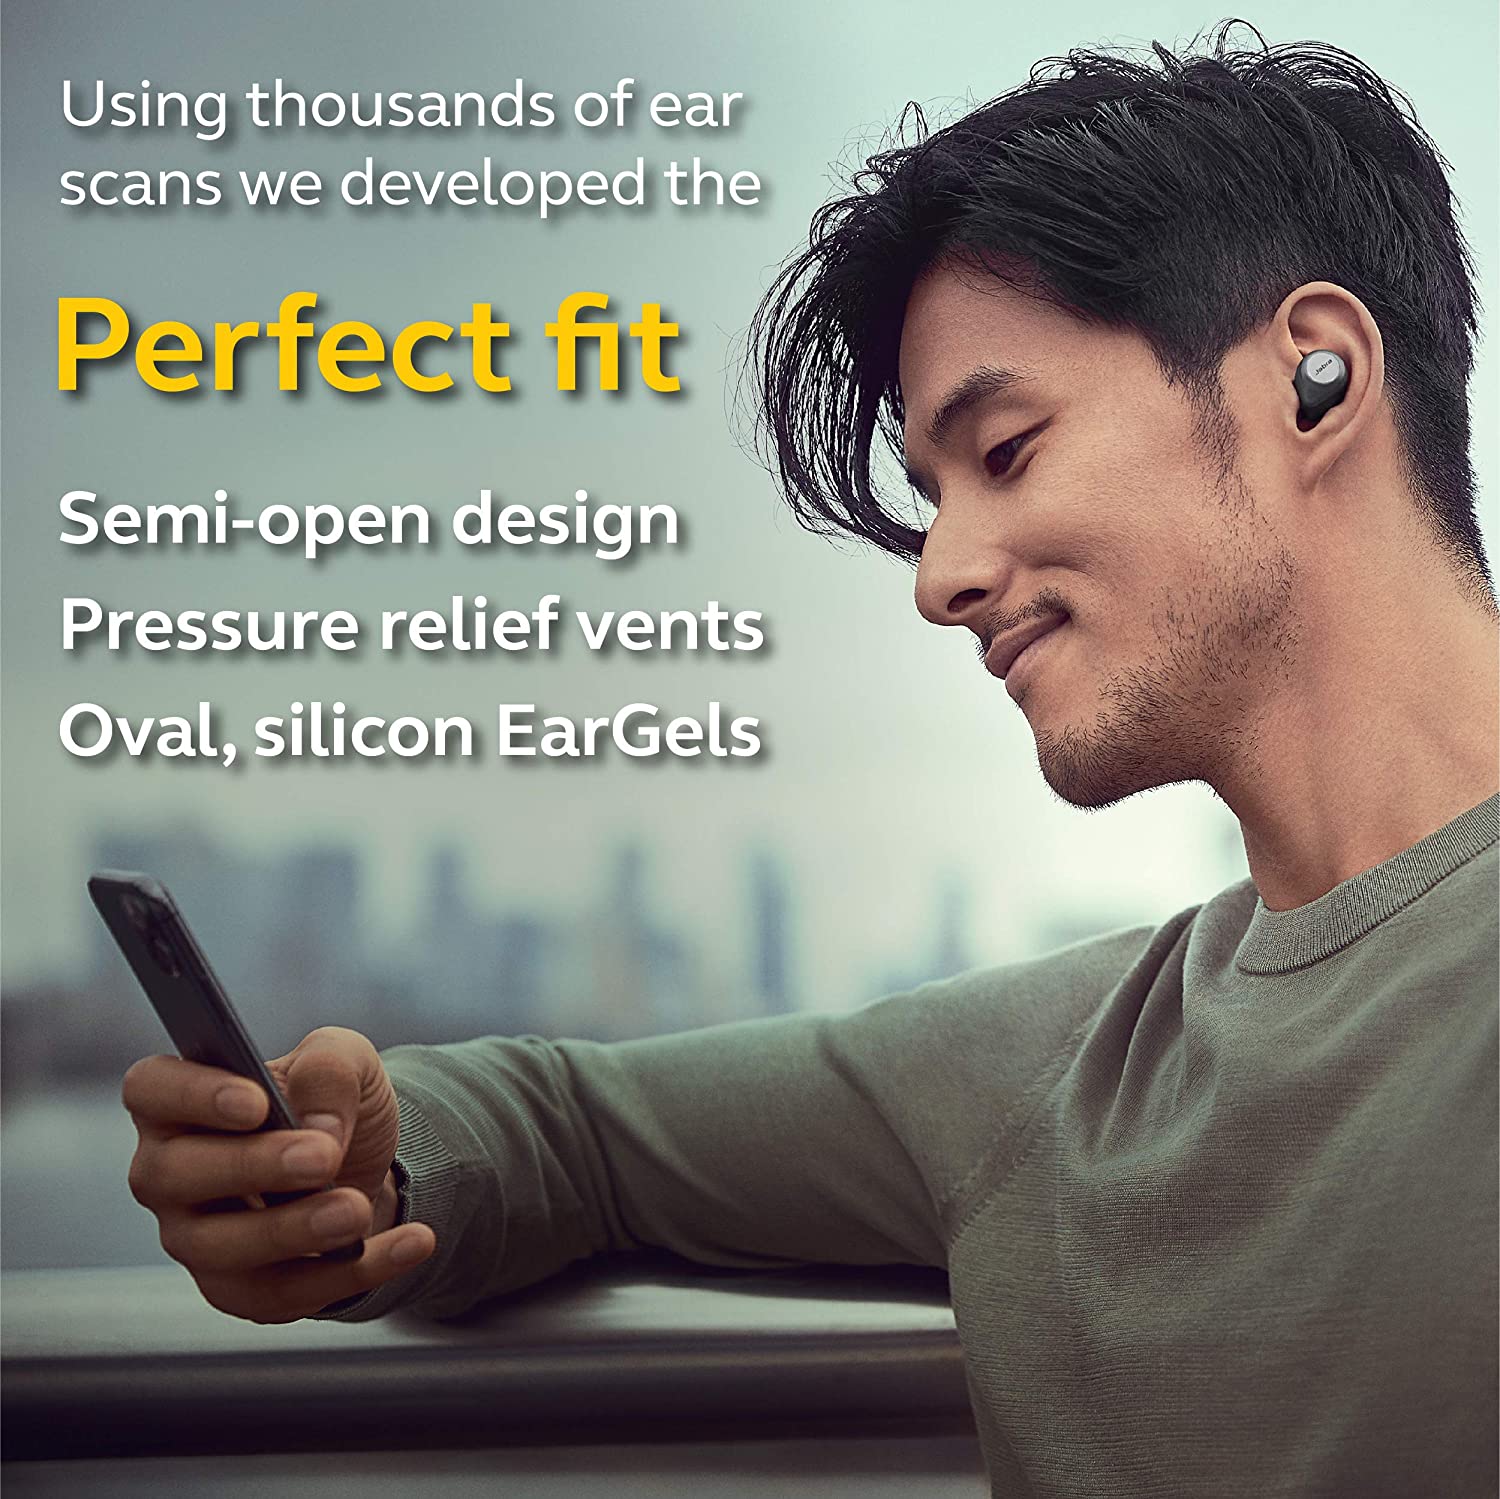 Using thousands of ear
scans we developed the
Perfect fit
Semi-open design
Pressure relief vents
Oval, silicon EarGels
Jabra